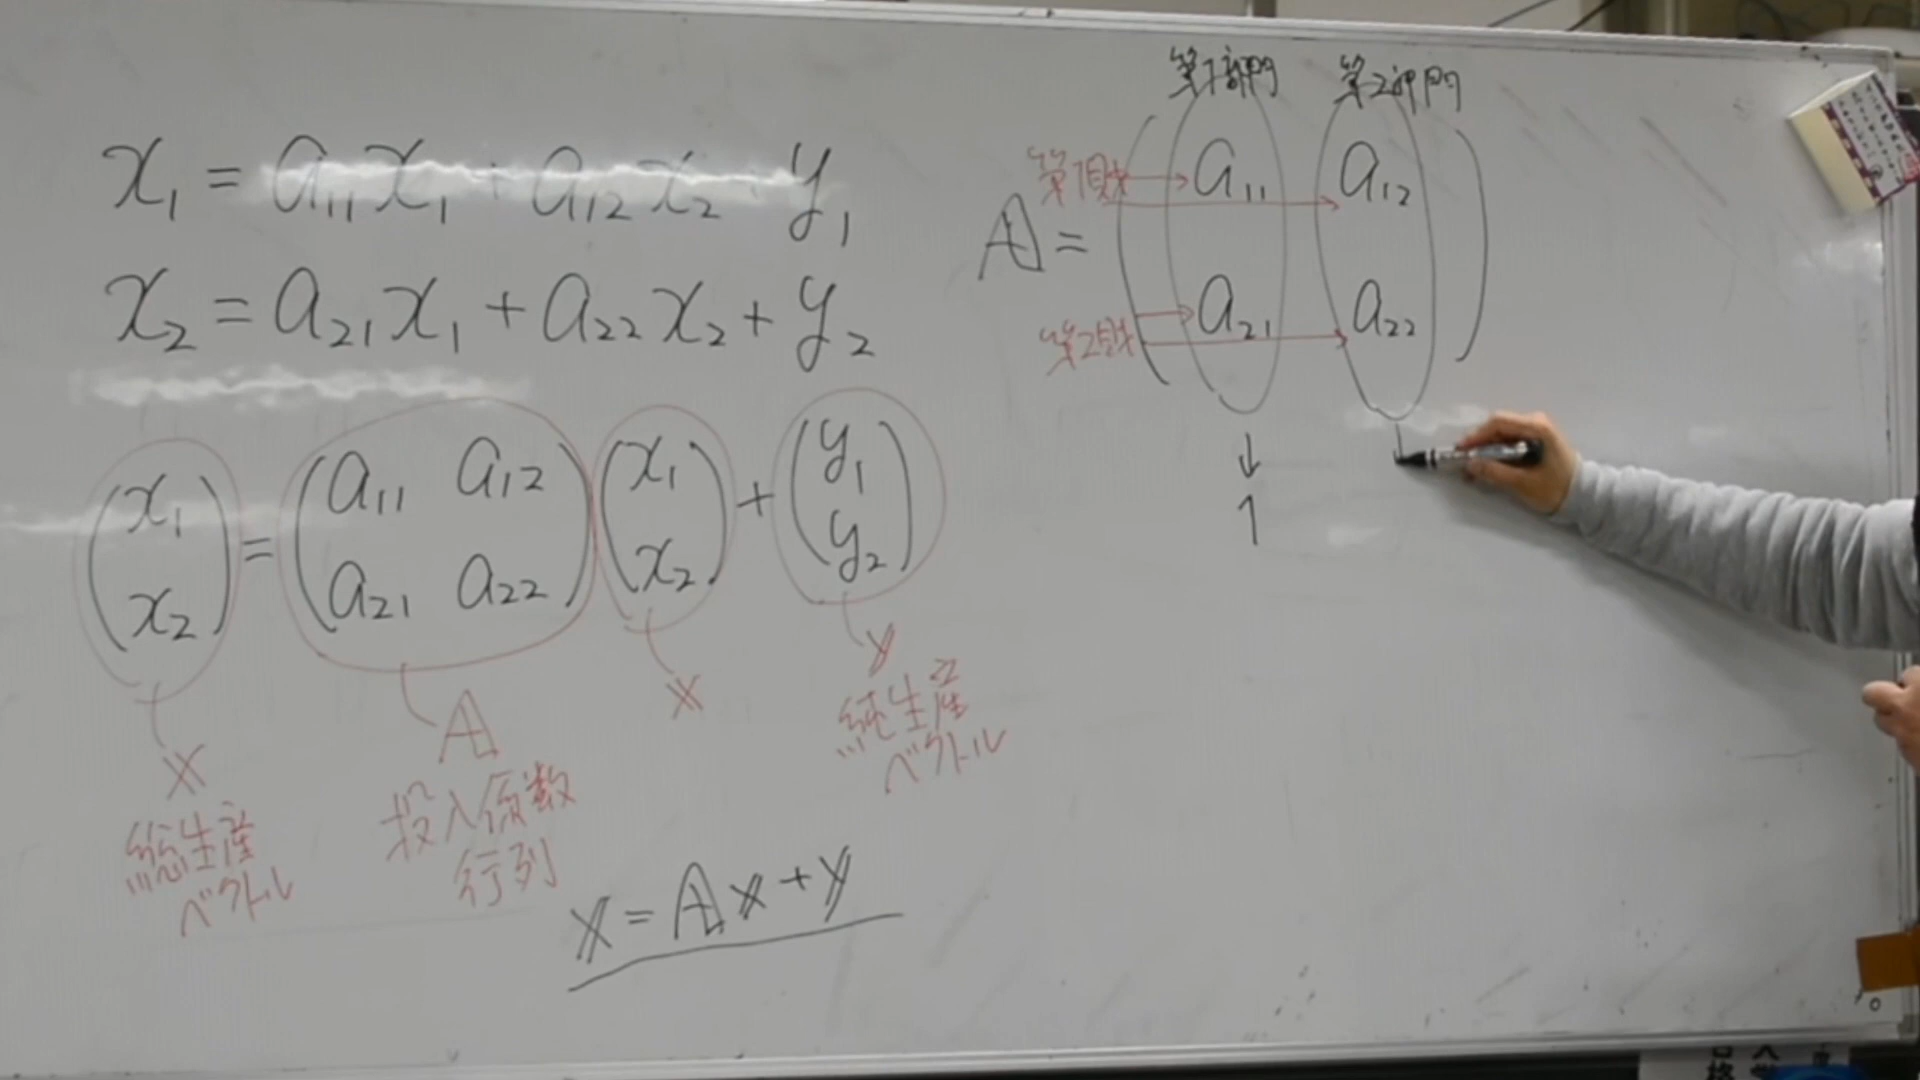 x₁ = a₁₁x₁ + a₁₂x₂ + y₁
x₂ = a₂₁x₁ + a₂₂x₂ + y₂
(x₁ x₂) = (a₁₁ a₁₂ a₂₁ a₂₂)(x₁ x₂) + (y₁ y₂)
𝕩
総生産
ベクトル
𝔸
投入係数
行列
𝕩
𝕪
純生産
ベクトル
𝕩 = 𝔸𝕩 + 𝕪
第1部門 第2部門
第1財 → a₁₁ → a₁₂
𝔸 =
第2財 → a₂₁ → a₂₂
↓ ↓
1